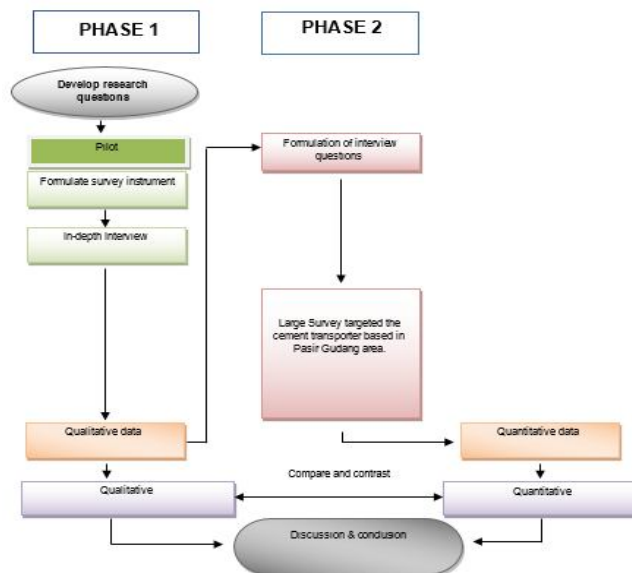 PHASE 1
PHASE 2
Develop research
questions
Pilot
Formulate survey instrument
In-depth Interview
Formulation of interview
questions
Large Survey targeted the
cement transporter based in
Pasir Gudang area.
Qualitative data
Quantitative data
Compare and contrast
Qualitative
Quantitative
Discussion & conclusion